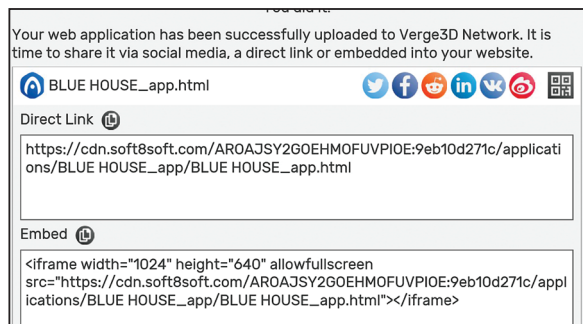 You did it!
Your web application has been successfully uploaded to Verge3D Network. It is
time to share it via social media, a direct link or embedded into your website.
BLUE HOUSE_app.html
Direct Link
https://cdn.soft8soft.com/AROAJSY2GOEHMOFUVPIOE:9eb10d271c/applicati
ons/BLUE HOUSE_app/BLUE HOUSE_app.html
Embed
<iframe width="1024" height="640" allowfullscreen
src="https://cdn.soft8soft.com/AROAJSY2GOEHMOFUVPIOE:9eb10d271c/appl
ications/BLUE HOUSE_app/BLUE HOUSE_app.html"></iframe>